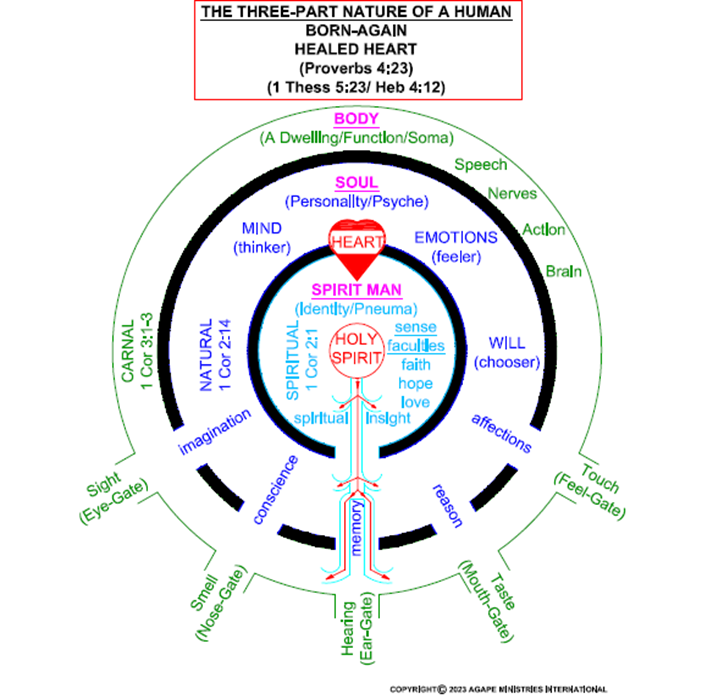 THE THREE-PART NATURE OF A HUMAN
BORN-AGAIN
HEALED HEART
(Proverbs 4:23)
(1 Thess 5:23/ Heb 4:12)
BODY
(A Dwelling/Function/Soma)
Speech
Nerves
Action
Brain
SOUL
(Personality/Psyche)
MIND
(thinker)
HEART
EMOTIONS
(feeler)
SPIRIT MAN
(Identity/Pneuma)
CARNAL
1 Cor 3:1-3
NATURAL
1 Cor 2:14
SPIRITUAL
1 Cor 2:1
HOLY
SPIRIT
sense
faculties
faith
hope
love
WILL
(chooser)
spiritual insight
imagination
conscience
memory
reason
affections
Sight
(Eye-Gate)
Smell
(Nose-Gate)
Hearing
(Ear-Gate)
Taste
(Mouth-Gate)
Touch
(Feel-Gate)
COPYRIGHT© 2023 AGAPE MINISTRIES INTERNATIONAL